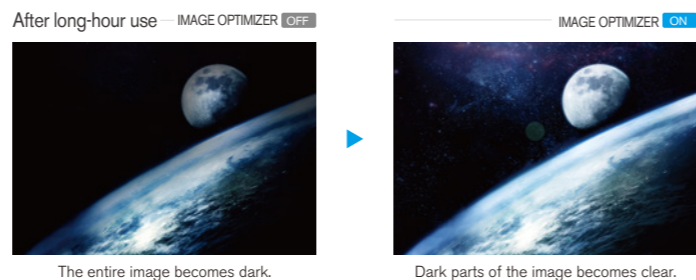 After long-hour use IMAGE OPTIMIZER OFF
IMAGE OPTIMIZER ON
The entire image becomes dark.
Dark parts of the image becomes clear.